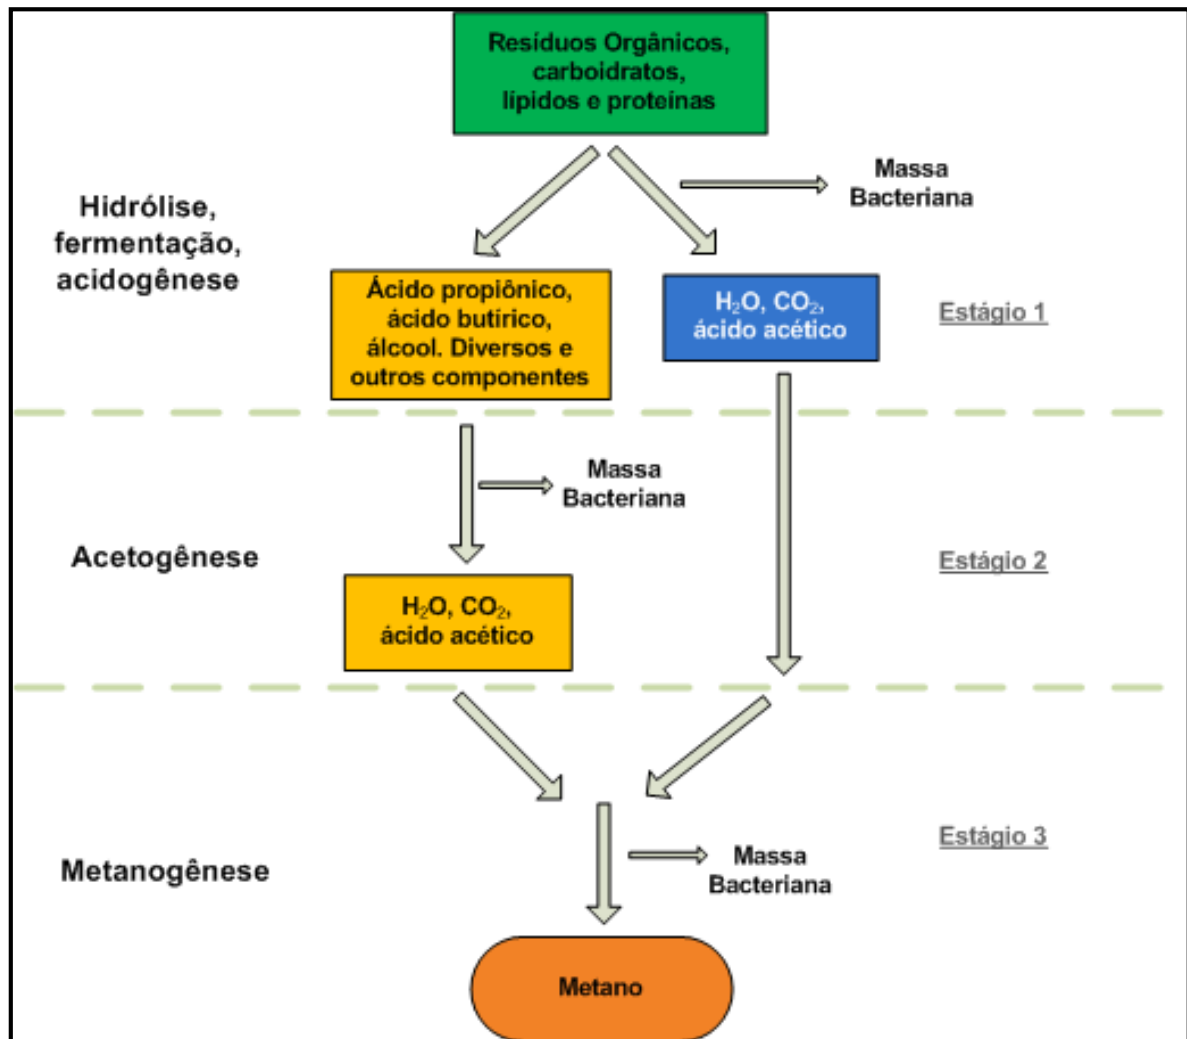 Resíduos Orgânicos,
carboidratos,
lípidos e proteínas
Massa
Bacteriana
Hidrólise,
fermentação,
acidogênese
Ácido propiônico,
ácido butírico,
álcool. Diversos e
outros componentes
H₂O, CO₂,
ácido acético
Estágio 1
Massa
Bacteriana
Acetogênese
Estágio 2
H₂O, CO₂,
ácido acético
Metanogênese
Estágio 3
Massa
Bacteriana
Metano